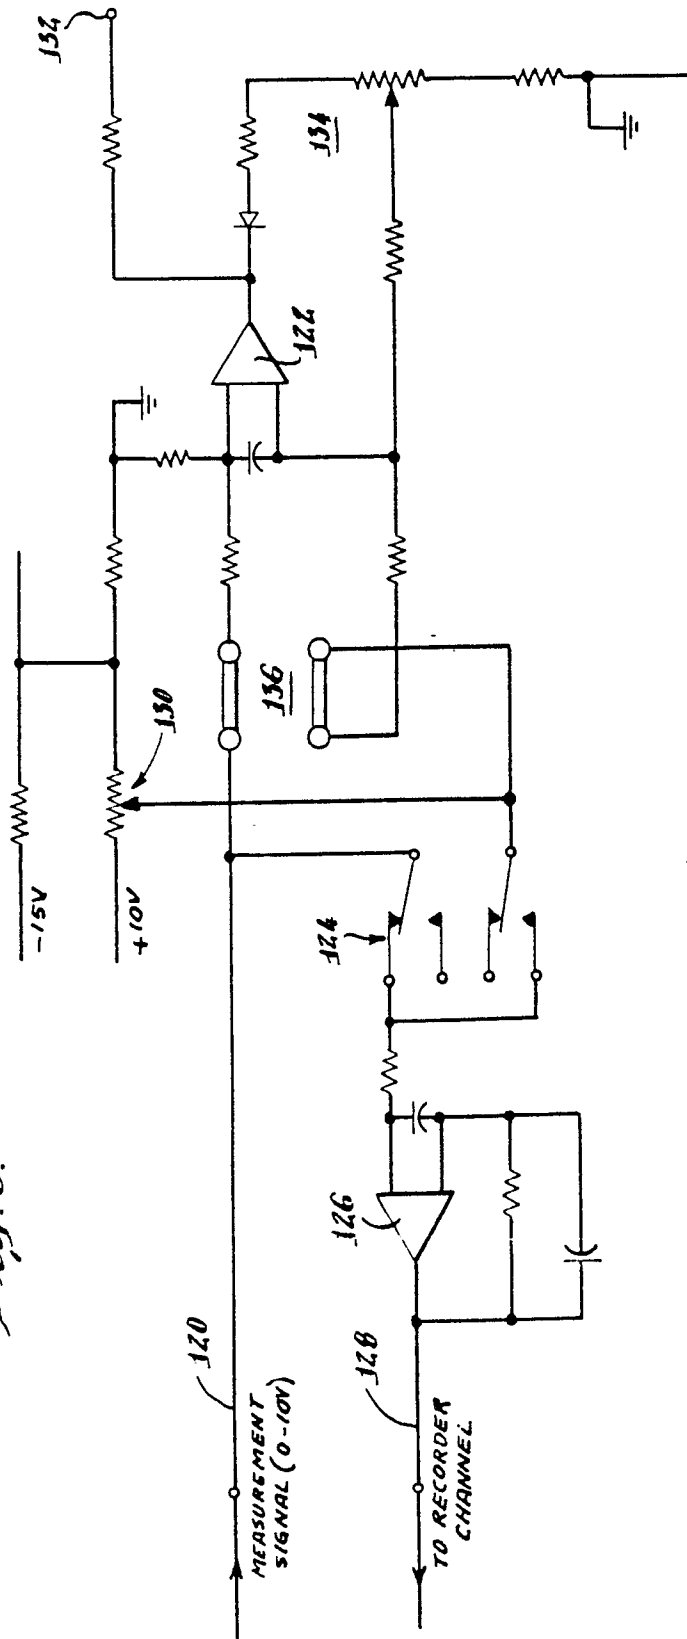 -15V
132
+10V
130
120
MEASUREMENT
SIGNAL (0-10V)
136
122
134
124
126
128
TO RECORDER
CHANNEL